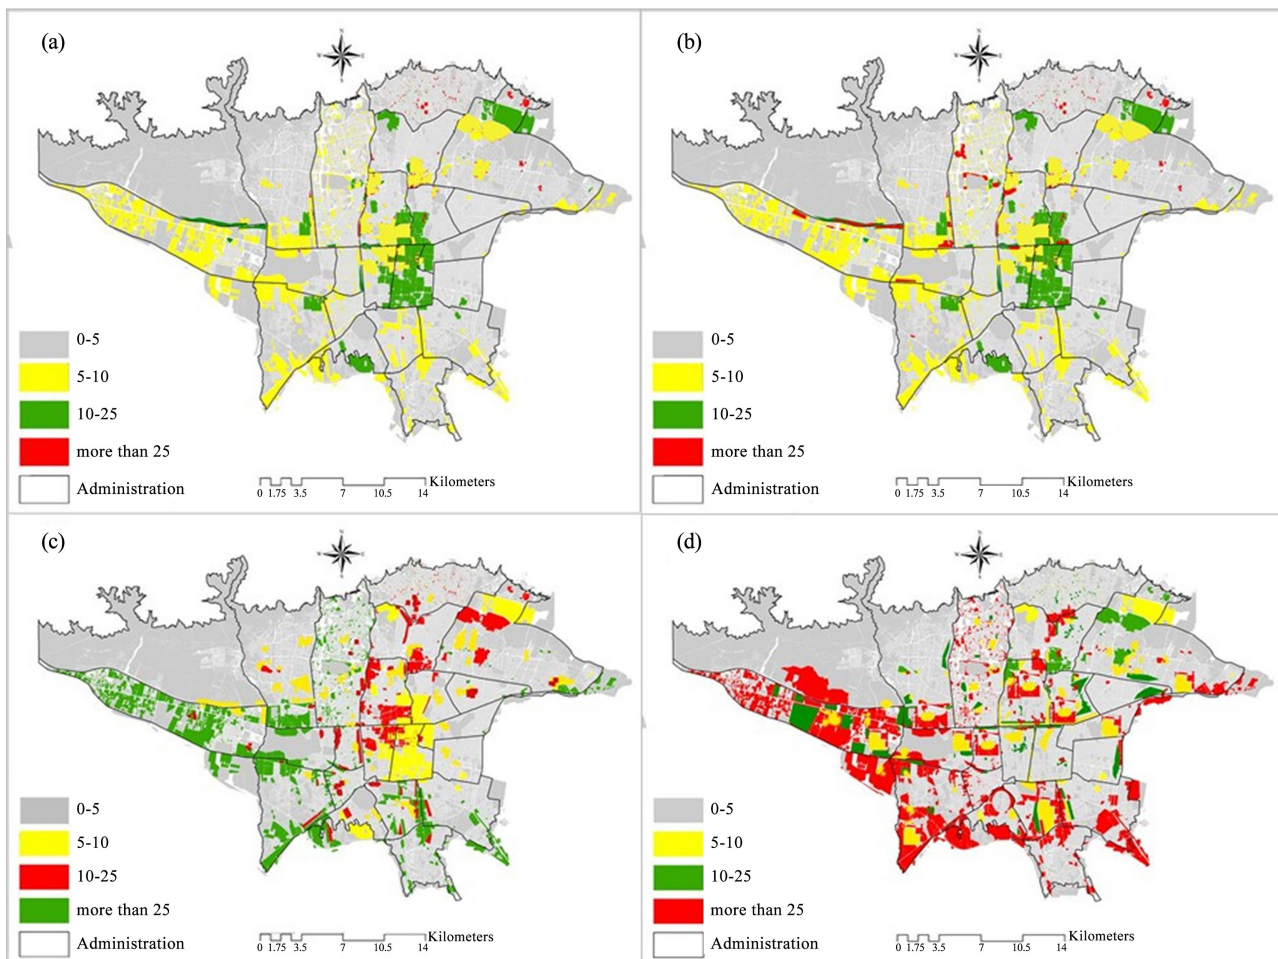 (a)
N
W
E
S
0-5
5-10
10-25
more than 25
Administration
Kilometers
0 1.75 3.5 7 10.5 14
(b)
N
W
E
S
0-5
5-10
10-25
more than 25
Administration
Kilometers
0 1.75 3.5 7 10.5 14
(c)
N
W
E
S
0-5
5-10
10-25
more than 25
Administration
Kilometers
0 1.75 3.5 7 10.5 14
(d)
N
W
E
S
0-5
5-10
10-25
more than 25
Administration
Kilometers
0 1.75 3.5 7 10.5 14